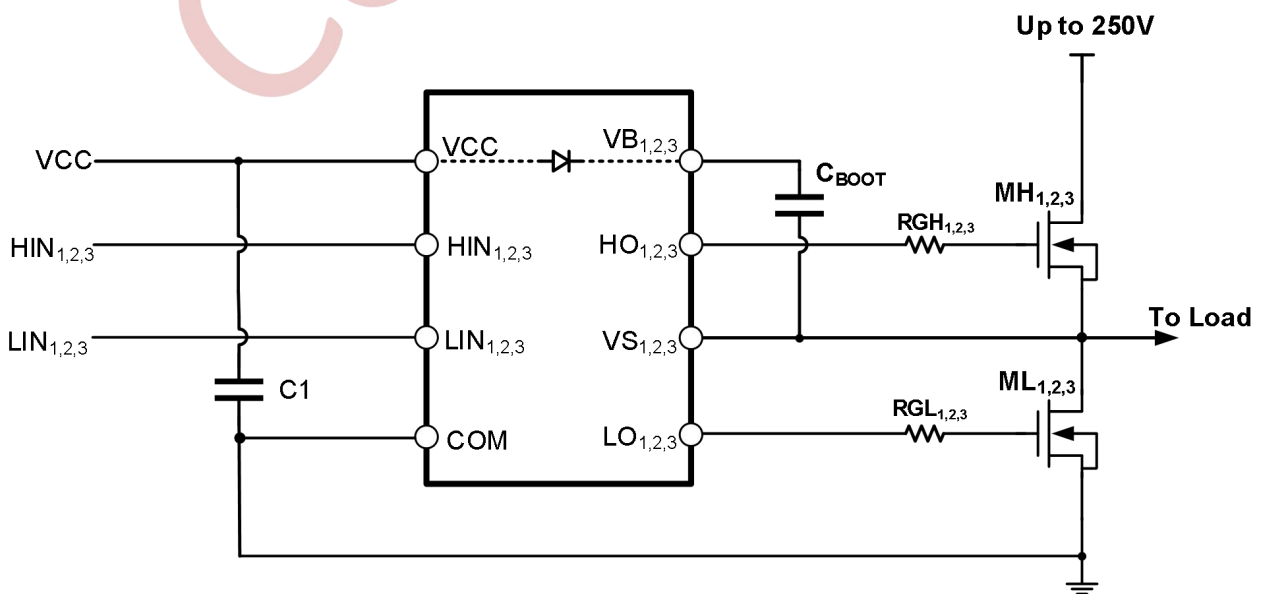 Up to 250V
VCC
VCC
VB1,2,3
CBOOT
MH1,2,3
RGH1,2,3
HIN1,2,3
HIN1,2,3
HO1,2,3
LIN1,2,3
LIN1,2,3
VS1,2,3
To Load
C1
ML1,2,3
RGL1,2,3
COM
LO1,2,3